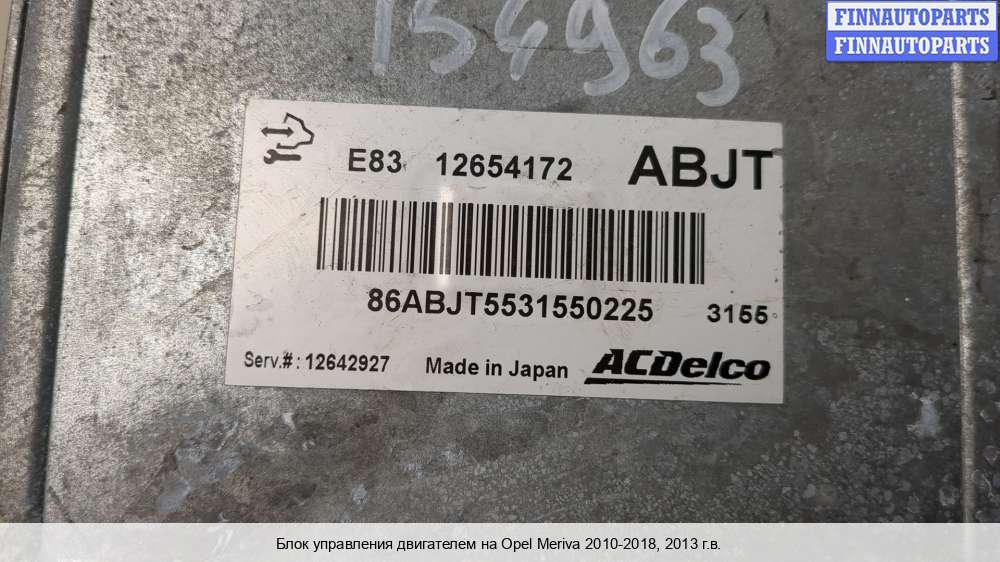 FINNAUTOPARTS
FINNAUTOPARTS
154963
E83 12654172 ABJT
86ABJT5531550225 3155
Serv.#: 12642927 Made in Japan ACDelco
Блок управления двигателем на Opel Meriva 2010-2018, 2013 г.в.